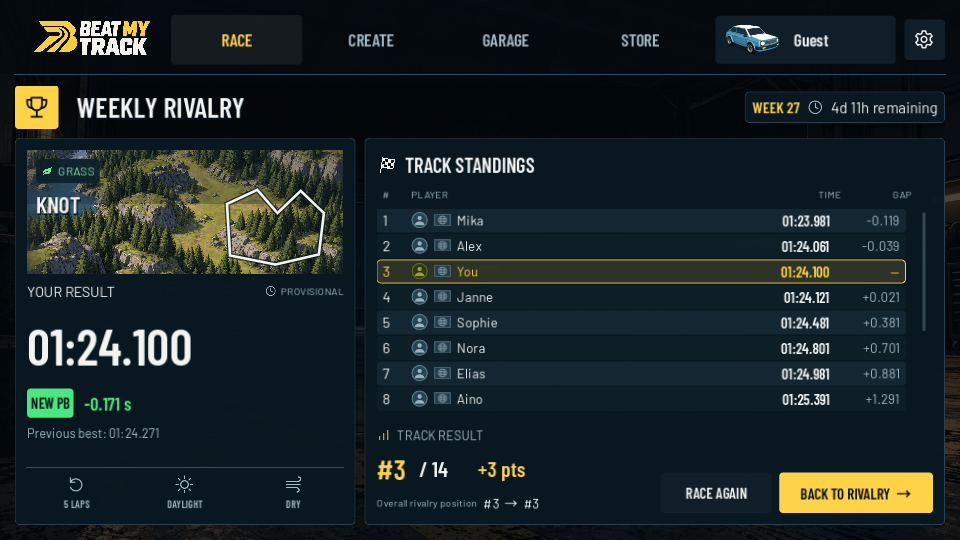 BEAT MY
TRACK
RACE
CREATE
GARAGE
STORE
Guest
WEEKLY RIVALRY
WEEK 27 4d 11h remaining
GRASS
KNOT
YOUR RESULT
PROVISIONAL
01:24.100
NEW PB -0.171 s
Previous best: 01:24.271
5 LAPS
DAYLIGHT
DRY
TRACK STANDINGS
# PLAYER TIME GAP
1 Mika 01:23.981 -0.119
2 Alex 01:24.061 -0.039
3 You 01:24.100 —
4 Janne 01:24.121 +0.021
5 Sophie 01:24.481 +0.381
6 Nora 01:24.801 +0.701
7 Elias 01:24.981 +0.881
8 Aino 01:25.391 +1.291
TRACK RESULT
#3 / 14 +3 pts
Overall rivalry position #3 → #3
RACE AGAIN
BACK TO RIVALRY →